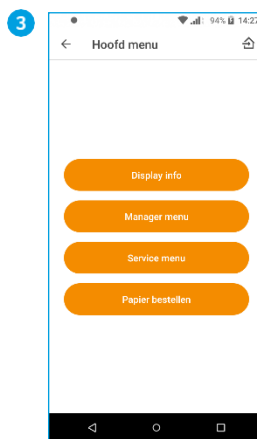 3
94% 14:27
Hoofd menu
Display info
Manager menu
Service menu
Papier bestellen